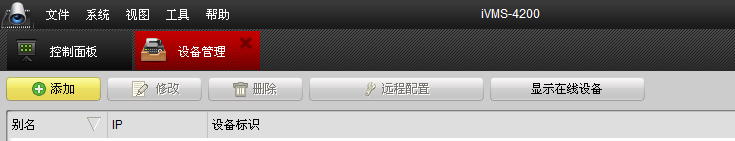 文件 系统 视图 工具 帮助 iVMS-4200
控制面板 设备管理
添加 修改 删除 远程配置 显示在线设备
别名 IP 设备标识